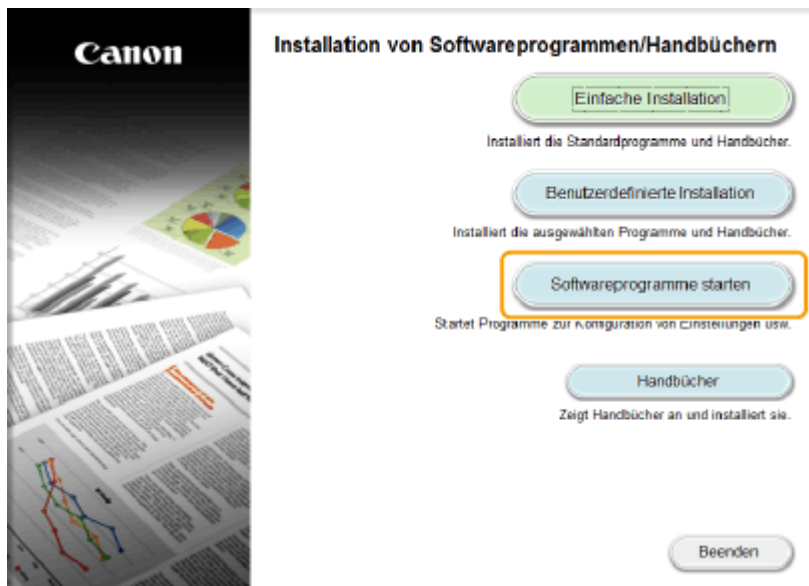 Canon
Installation von Softwareprogrammen/Handbüchern
Einfache Installation
Installiert die Standardprogramme und Handbücher.
Benutzerdefinierte Installation
Installiert die ausgewählten Programme und Handbücher.
Softwareprogramme starten
Startet Programme zur Konfiguration von Einstellungen usw.
Handbücher
Zeigt Handbücher an und installiert sie.
Beenden